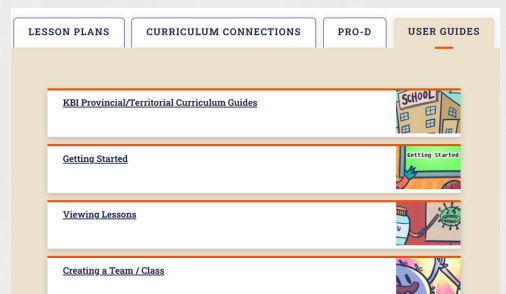 LESSON PLANS
CURRICULUM CONNECTIONS
PRO-D
USER GUIDES
KBI Provincial/Territorial Curriculum Guides
SCHOOL
Getting Started
Getting Started
Viewing Lessons
Creating a Team / Class